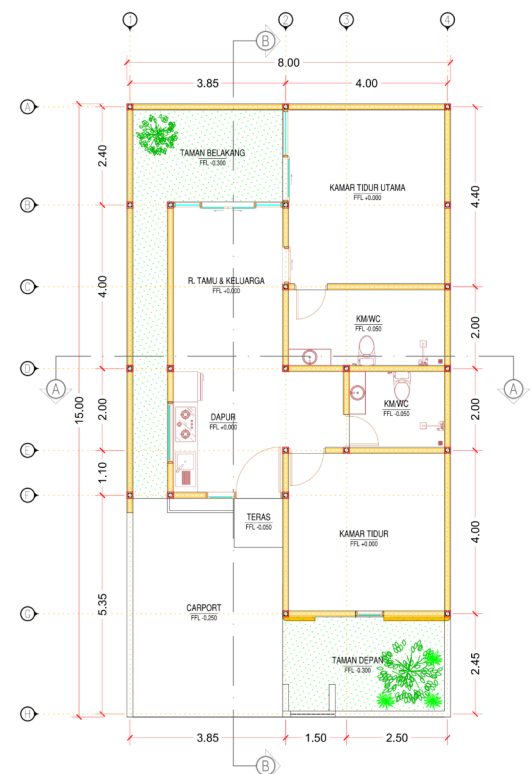 1
2
3
4
B
8.00
3.85
4.00
A
2.40
TAMAN BELAKANG
FFL -0.300
KAMAR TIDUR UTAMA
FFL +0.000
4.40
B
R. TAMU & KELUARGA
FFL +0.000
4.00
C
KM/WC
FFL -0.050
2.00
D
A
A
15.00
2.00
DAPUR
FFL +0.000
KM/WC
FFL -0.050
2.00
E
1.10
F
TERAS
FFL -0.050
KAMAR TIDUR
FFL +0.000
4.00
CARPORT
FFL -0.250
5.35
G
TAMAN DEPAN
FFL -0.300
2.45
H
3.85
1.50
2.50
B